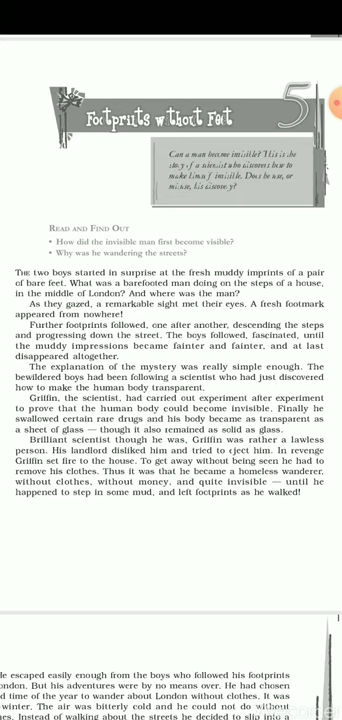 Footprints without Feet
5
Can a man become invisible? This is the
story of a scientist who discovers how to
make himself invisible. Does he use, or
misuse, his discovery?
READ AND FIND OUT
• How did the invisible man first become visible?
• Why was he wandering the streets?
THE two boys started in surprise at the fresh muddy imprints of a pair
of bare feet. What was a barefooted man doing on the steps of a house,
in the middle of London? And where was the man?
As they gazed, a remarkable sight met their eyes. A fresh footmark
appeared from nowhere!
Further footprints followed, one after another, descending the steps
and progressing down the street. The boys followed, fascinated, until
the muddy impressions became fainter and fainter, and at last
disappeared altogether.
The explanation of the mystery was really simple enough. The
bewildered boys had been following a scientist who had just discovered
how to make the human body transparent.
Griffin, the scientist, had carried out experiment after experiment
to prove that the human body could become invisible. Finally he
swallowed certain rare drugs and his body became as transparent as
a sheet of glass — though it also remained as solid as glass.
Brilliant scientist though he was, Griffin was rather a lawless
person. His landlord disliked him and tried to eject him. In revenge
Griffin set fire to the house. To get away without being seen he had to
remove his clothes. Thus it was that he became a homeless wanderer,
without clothes, without money, and quite invisible — until he
happened to step in some mud, and left footprints as he walked!
He escaped easily enough from the boys who followed his footprints
London. But his adventures were by no means over. He had chosen
d time of the year to wander about London without clothes. It was
winter. The air was bitterly cold and he could not do without
hes. Instead of walking about the streets he decided to slip into a